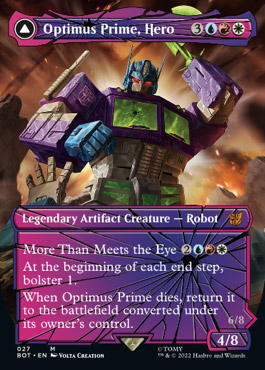 Optimus Prime, Hero 3
Legendary Artifact Creature — Robot
More Than Meets the Eye 2
At the beginning of each end step,
bolster 1.
When Optimus Prime dies, return it
to the battlefield converted under
its owner's control.
6/8
4/8
027 M
BOT • EN VOLTA CREATION
© TOMY
™ & © 2022 Hasbro and Wizards